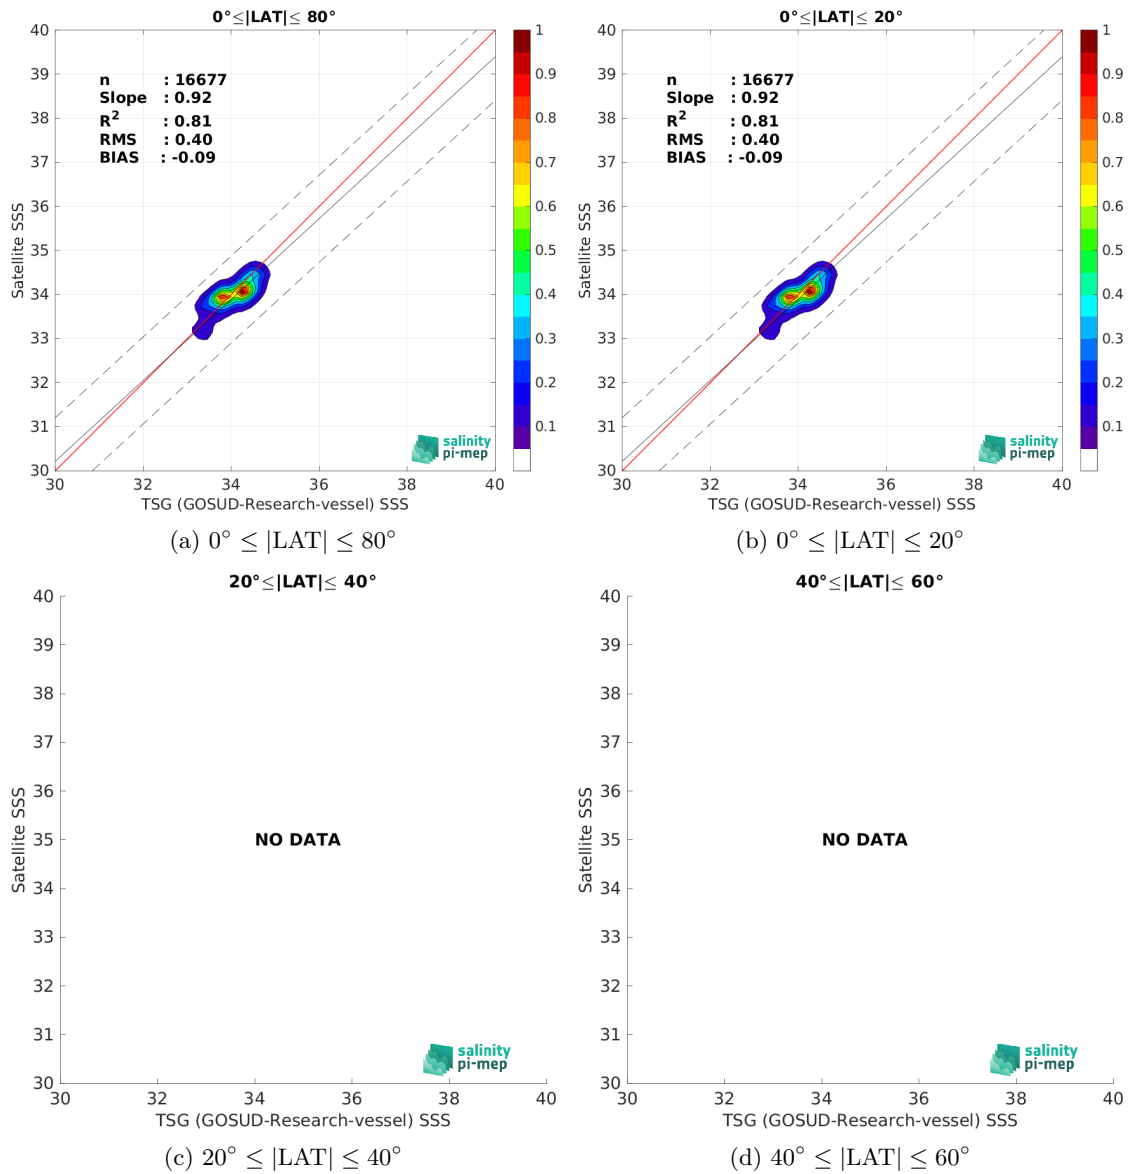 0°≤|LAT|≤ 80°
40
39
38
37
36
35
34
33
32
31
30
Satellite SSS
n : 16677
Slope : 0.92
R² : 0.81
RMS : 0.40
BIAS : -0.09
salinity
pi-mep
30 32 34 36 38 40
TSG (GOSUD-Research-vessel) SSS
1
0.9
0.8
0.7
0.6
0.5
0.4
0.3
0.2
0.1
(a) 0° ≤ |LAT| ≤ 80°
0°≤|LAT|≤ 20°
40
39
38
37
36
35
34
33
32
31
30
Satellite SSS
n : 16677
Slope : 0.92
R² : 0.81
RMS : 0.40
BIAS : -0.09
salinity
pi-mep
30 32 34 36 38 40
TSG (GOSUD-Research-vessel) SSS
1
0.9
0.8
0.7
0.6
0.5
0.4
0.3
0.2
0.1
(b) 0° ≤ |LAT| ≤ 20°
20°≤|LAT|≤ 40°
40
39
38
37
36
35
34
33
32
31
30
Satellite SSS
NO DATA
salinity
pi-mep
30 32 34 36 38 40
TSG (GOSUD-Research-vessel) SSS
(c) 20° ≤ |LAT| ≤ 40°
40°≤|LAT|≤ 60°
40
39
38
37
36
35
34
33
32
31
30
Satellite SSS
NO DATA
salinity
pi-mep
30 32 34 36 38 40
TSG (GOSUD-Research-vessel) SSS
(d) 40° ≤ |LAT| ≤ 60°